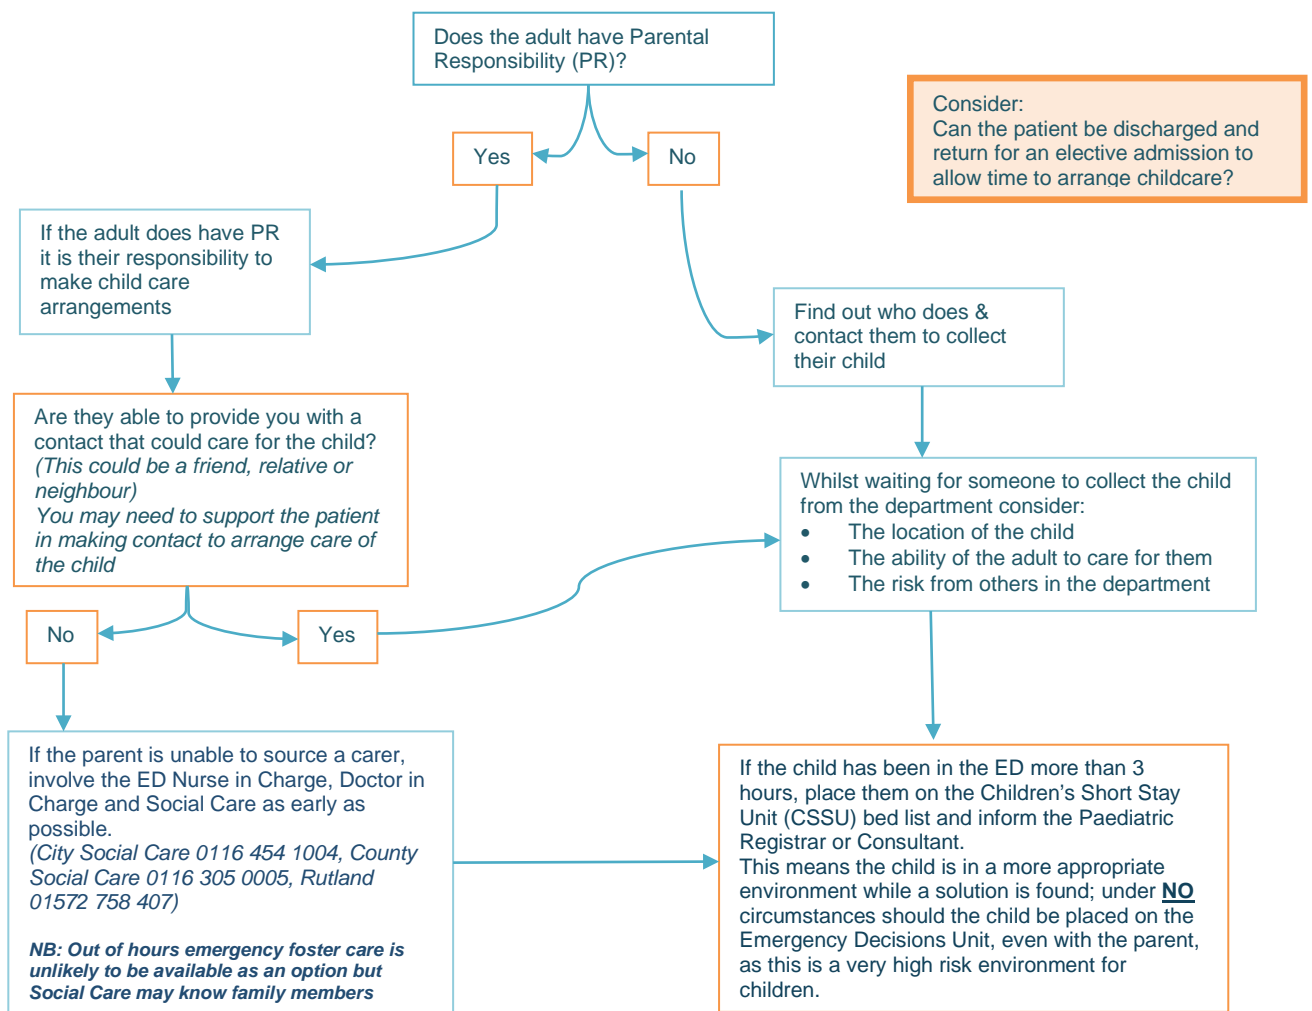 Does the adult have Parental
Responsibility (PR)?
Consider:
Can the patient be discharged and
return for an elective admission to
allow time to arrange childcare?
Yes
No
If the adult does have PR
it is their responsibility to
make child care
arrangements
Find out who does &
contact them to collect
their child
Are they able to provide you with a
contact that could care for the child?
(This could be a friend, relative or
neighbour)
You may need to support the patient
in making contact to arrange care of
the child
Whilst waiting for someone to collect the child
from the department consider:
• The location of the child
• The ability of the adult to care for them
• The risk from others in the department
No
Yes
If the parent is unable to source a carer,
involve the ED Nurse in Charge, Doctor in
Charge and Social Care as early as
possible.
(City Social Care 0116 454 1004, County
Social Care 0116 305 0005, Rutland
01572 758 407)
NB: Out of hours emergency foster care is
unlikely to be available as an option but
Social Care may know family members
If the child has been in the ED more than 3
hours, place them on the Children's Short Stay
Unit (CSSU) bed list and inform the Paediatric
Registrar or Consultant.
This means the child is in a more appropriate
environment while a solution is found; under NO
circumstances should the child be placed on the
Emergency Decisions Unit, even with the parent,
as this is a very high risk environment for
children.